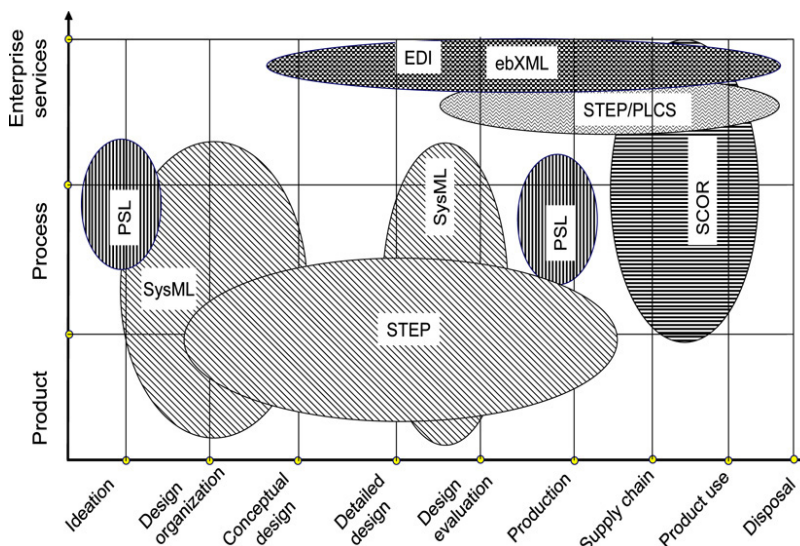 Enterprise
services
Process
Product
EDI
ebXML
STEP/PLCS
PSL
SysML
SysML
PSL
SCOR
STEP
Ideation
Design
organization
Conceptual
design
Detailed
design
Design
evaluation
Production
Supply chain
Product use
Disposal